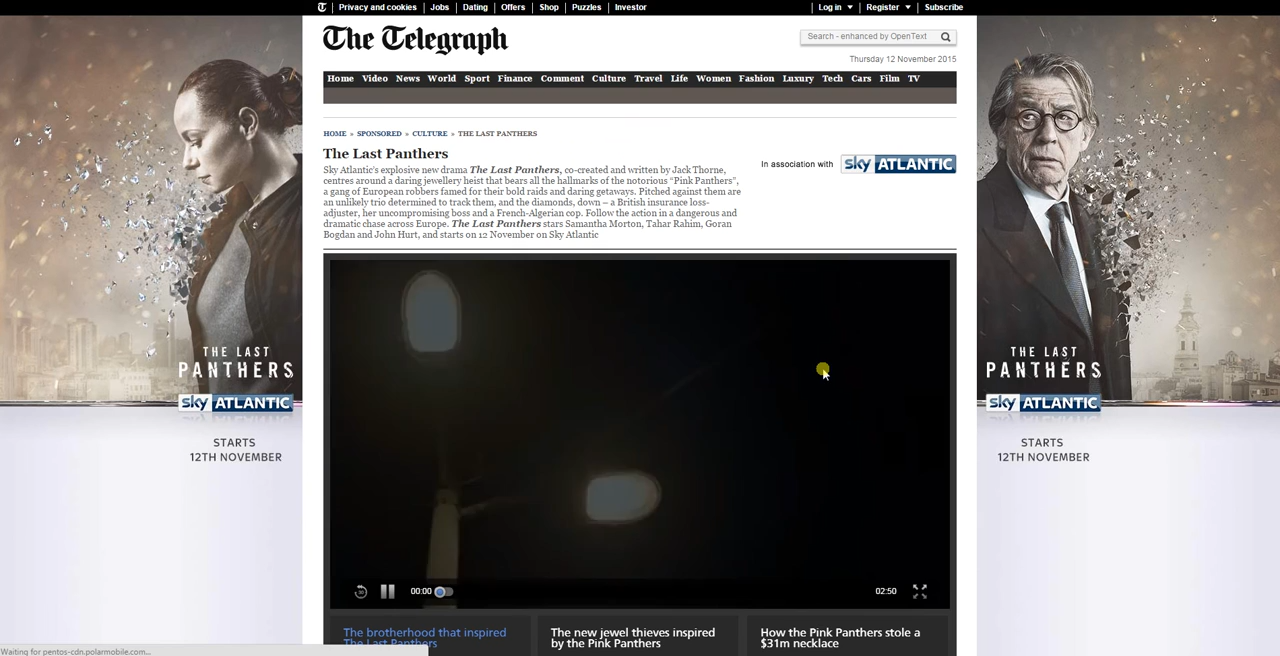 Privacy and cookies Jobs Dating Offers Shop Puzzles Investor Log in Register Subscribe
The Telegraph
Search - enhanced by OpenText
Thursday 12 November 2015
Home Video News World Sport Finance Comment Culture Travel Life Women Fashion Luxury Tech Cars Film TV
HOME » SPONSORED » CULTURE » THE LAST PANTHERS
The Last Panthers
In association with sky ATLANTIC
Sky Atlantic's explosive new drama The Last Panthers, co-created and written by Jack Thorne,
centres around a daring jewellery heist that bears all the hallmarks of the notorious "Pink Panthers",
a gang of European robbers famed for their bold raids and daring getaways. Pitched against them are
an unlikely trio determined to track them, and the diamonds, down – a British insurance loss-
adjuster, her uncompromising boss and a French-Algerian cop. Follow the action in a dangerous and
dramatic chase across Europe. The Last Panthers stars Samantha Morton, Tahar Rahim, Goran
Bogdan and John Hurt, and starts on 12 November on Sky Atlantic
THE LAST
PANTHERS
sky ATLANTIC
STARTS
12TH NOVEMBER
THE LAST
PANTHERS
sky ATLANTIC
STARTS
12TH NOVEMBER
30
00:00
02:50
The brotherhood that inspired
The Last Panthers
The new jewel thieves inspired
by the Pink Panthers
How the Pink Panthers stole a
$31m necklace
Waiting for pentos-cdn.polarmobile.com...